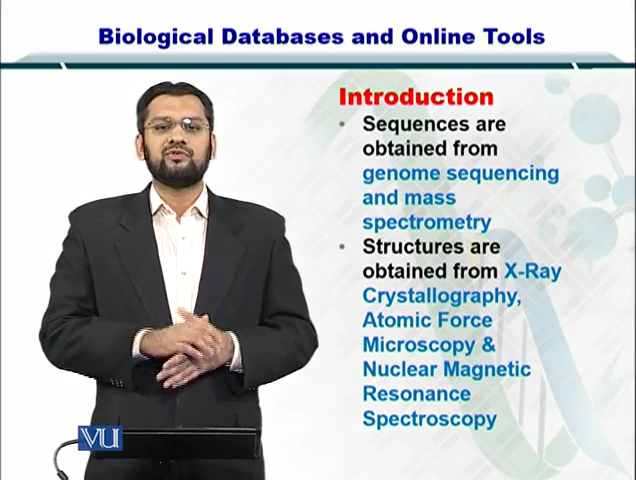 Biological Databases and Online Tools
Introduction
• Sequences are
obtained from
genome sequencing
and mass
spectrometry
• Structures are
obtained from X-Ray
Crystallography,
Atomic Force
Microscopy &
Nuclear Magnetic
Resonance
Spectroscopy
VU